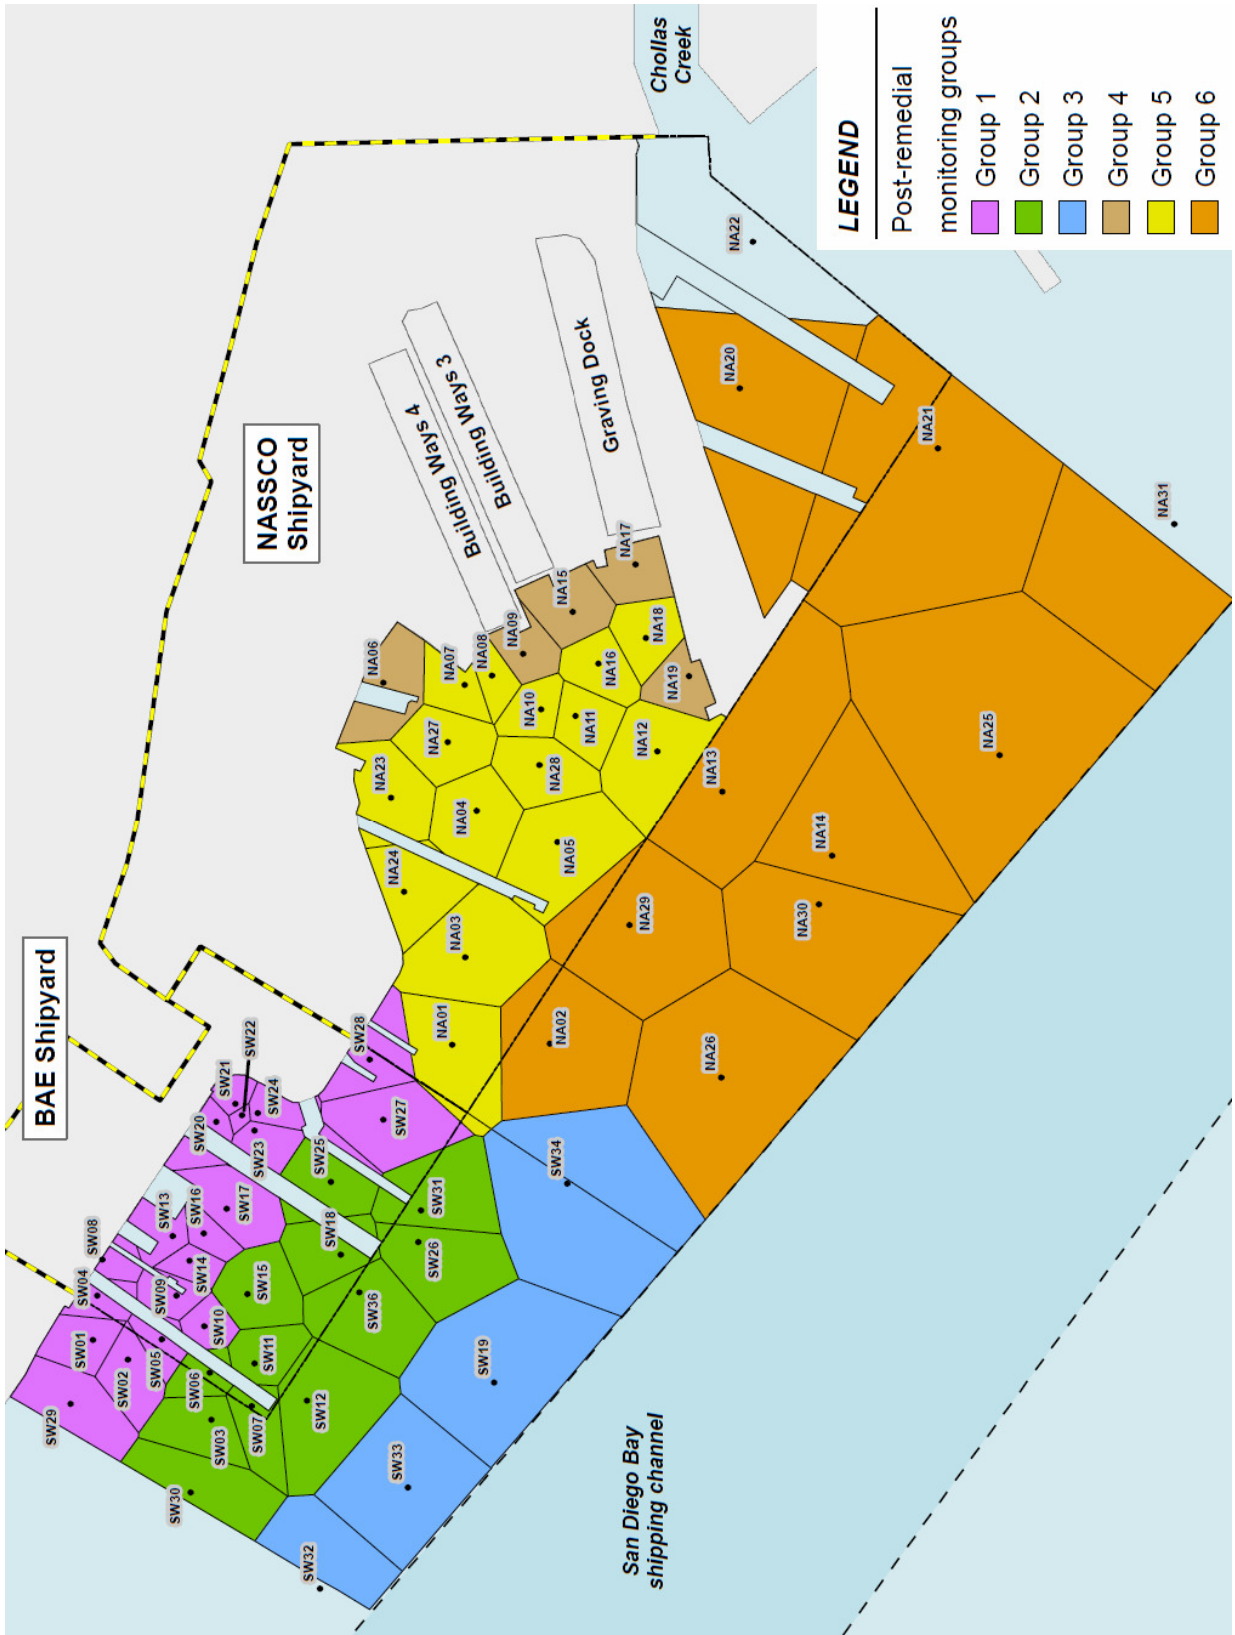 BAE Shipyard
NASSCO
Shipyard
Chollas
Creek
Building Ways 4
Building Ways 3
Graving Dock
San Diego Bay
shipping channel
SW29
SW01
SW04
SW08
SW02
SW05
SW09
SW13
SW16
SW14
SW10
SW17
SW20
SW21
SW22
SW24
SW23
SW28
SW27
SW25
SW18
SW15
SW11
SW06
SW03
SW07
SW30
SW12
SW36
SW26
SW31
SW32
SW33
SW19
SW34
NA01
NA03
NA24
NA23
NA04
NA27
NA05
NA28
NA06
NA07
NA08
NA09
NA10
NA11
NA12
NA15
NA16
NA17
NA18
NA19
NA13
NA29
NA02
NA26
NA30
NA14
NA25
NA20
NA21
NA22
NA31
LEGEND
Post-remedial
monitoring groups
Group 1
Group 2
Group 3
Group 4
Group 5
Group 6